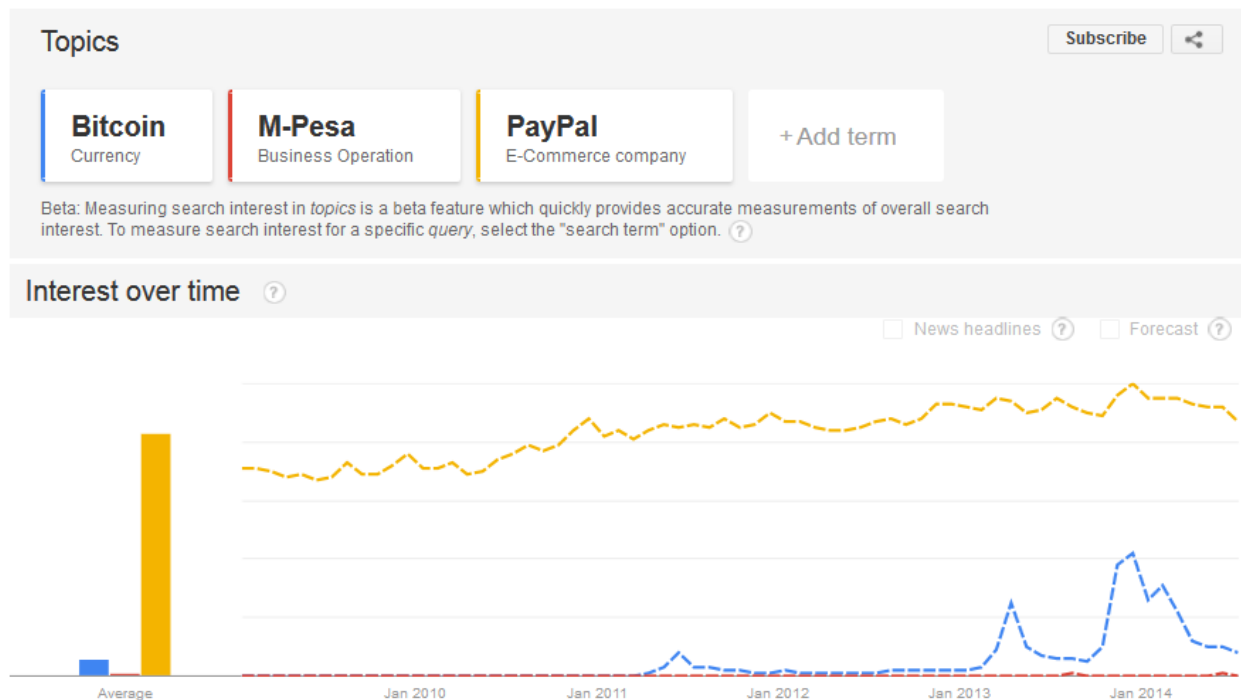 Topics
Subscribe
Bitcoin
Currency
M-Pesa
Business Operation
PayPal
E-Commerce company
+ Add term
Beta: Measuring search interest in topics is a beta feature which quickly provides accurate measurements of overall search
interest. To measure search interest for a specific query, select the "search term" option. ?
Interest over time ?
News headlines ? Forecast ?
Average Jan 2010 Jan 2011 Jan 2012 Jan 2013 Jan 2014